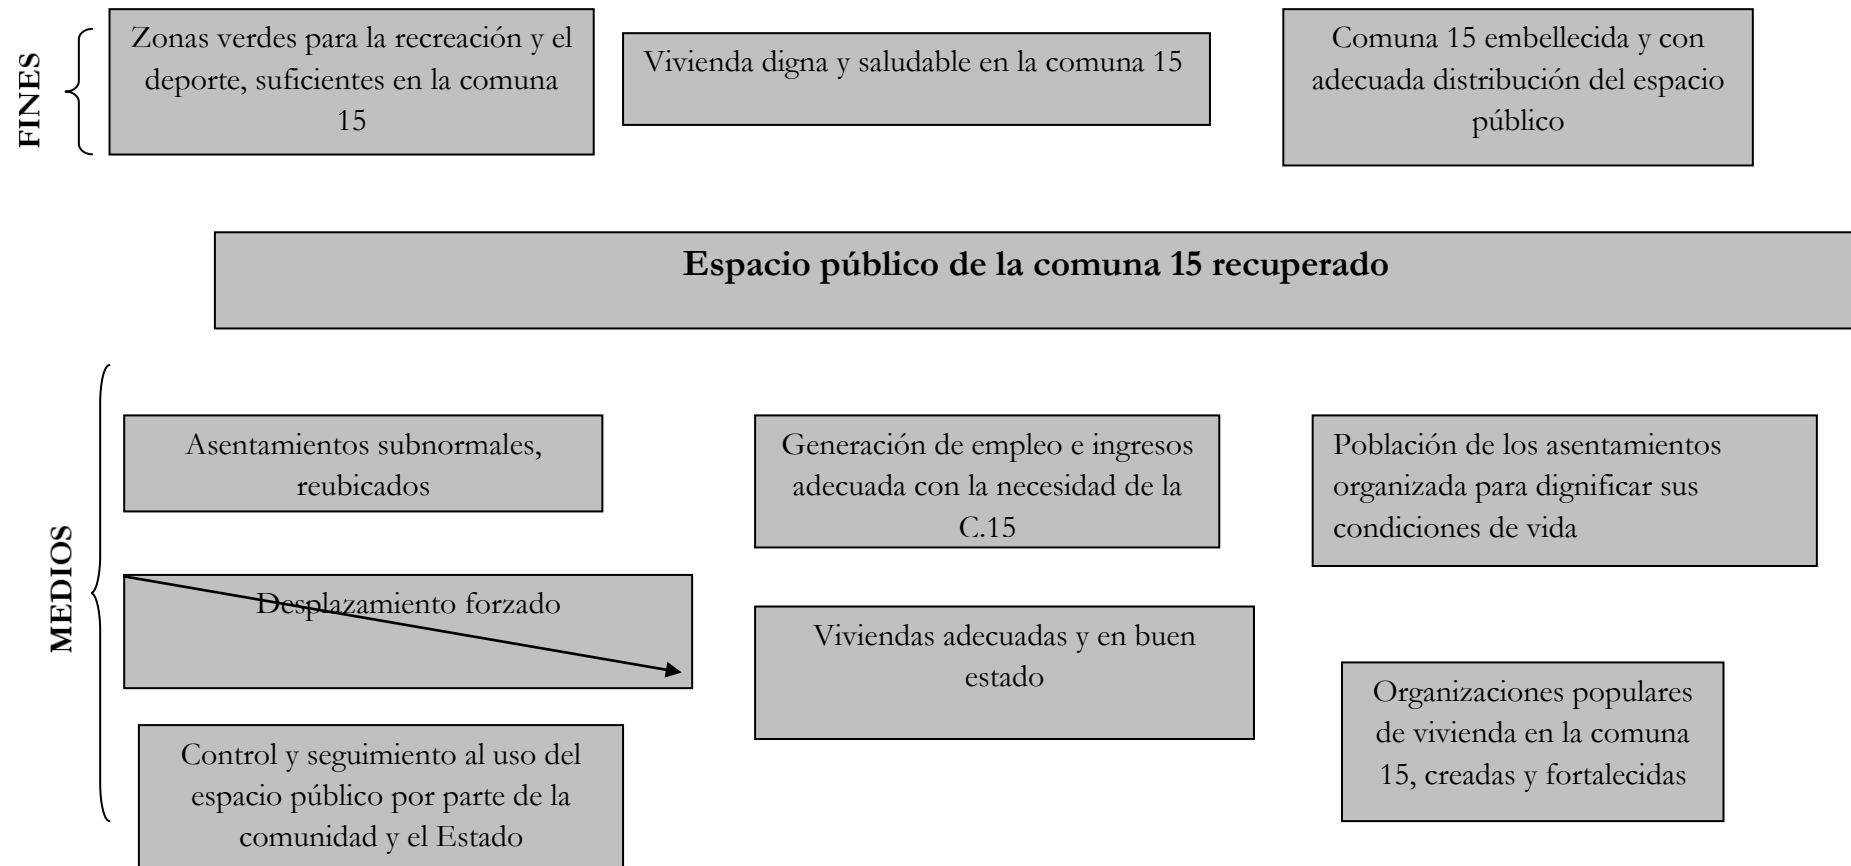 FINES
Zonas verdes para la recreación y el
deporte, suficientes en la comuna
15
Vivienda digna y saludable en la comuna 15
Comuna 15 embellecida y con
adecuada distribución del espacio
público
Espacio público de la comuna 15 recuperado
MEDIOS
Asentamientos subnormales,
reubicados
Generación de empleo e ingresos
adecuada con la necesidad de la
C.15
Población de los asentamientos
organizada para dignificar sus
condiciones de vida
Desplazamiento forzado
Viviendas adecuadas y en buen
estado
Organizaciones populares
de vivienda en la comuna
15, creadas y fortalecidas
Control y seguimiento al uso del
espacio público por parte de la
comunidad y el Estado